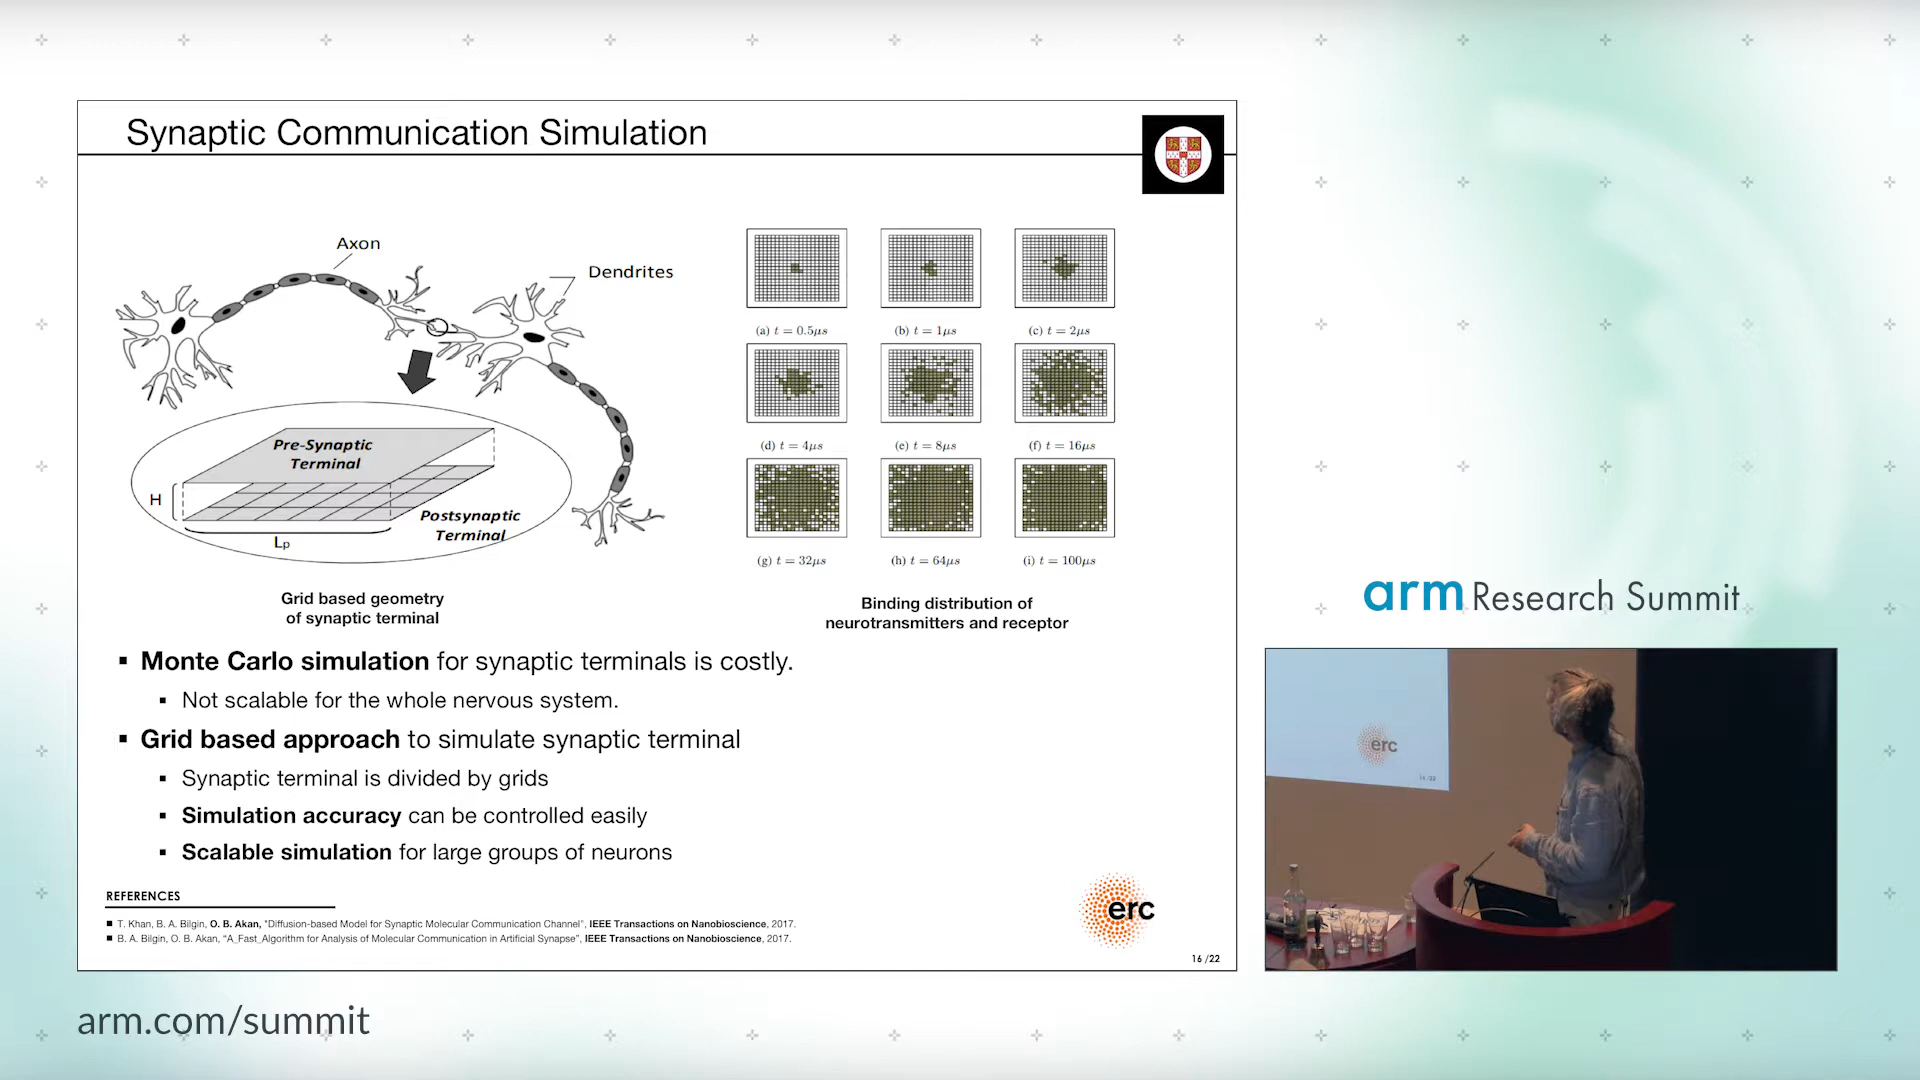 Synaptic Communication Simulation
Axon
Dendrites
Pre-Synaptic
Terminal
H
Postsynaptic
Terminal
Lp
(a) t = 0.5μs
(b) t = 1μs
(c) t = 2μs
(d) t = 4μs
(e) t = 8μs
(f) t = 16μs
(g) t = 32μs
(h) t = 64μs
(i) t = 100μs
Grid based geometry
of synaptic terminal
Binding distribution of
neurotransmitters and receptor
▪ Monte Carlo simulation for synaptic terminals is costly.
▪ Not scalable for the whole nervous system.
▪ Grid based approach to simulate synaptic terminal
▪ Synaptic terminal is divided by grids
▪ Simulation accuracy can be controlled easily
▪ Scalable simulation for large groups of neurons
REFERENCES
■ T. Khan, B. A. Bilgin, O. B. Akan, "Diffusion-based Model for Synaptic Molecular Communication Channel", IEEE Transactions on Nanobioscience, 2017.
■ B. A. Bilgin, O. B. Akan, "A_Fast_Algorithm for Analysis of Molecular Communication in Artificial Synapse", IEEE Transactions on Nanobioscience, 2017.
erc
16 /22
arm Research Summit
erc
16 /22
arm.com/summit